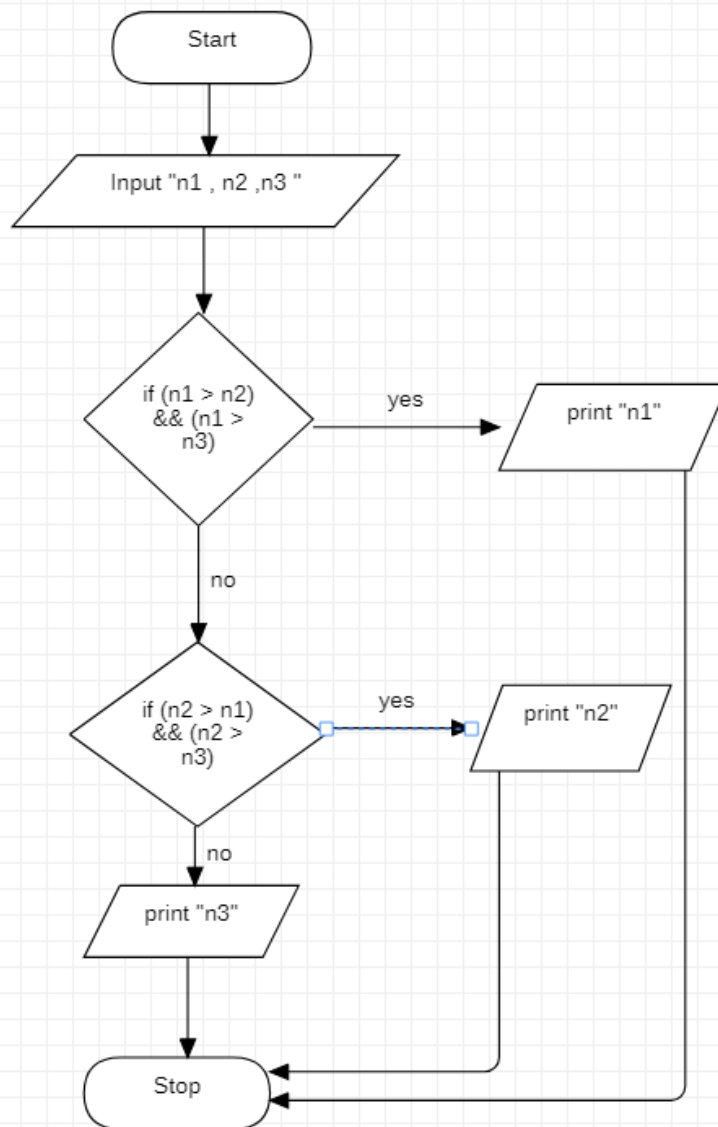 Start
Input "n1 , n2 ,n3 "
if (n1 > n2)
&& (n1 >
n3)
yes
print "n1"
no
if (n2 > n1)
&& (n2 >
n3)
yes
print "n2"
no
print "n3"
Stop